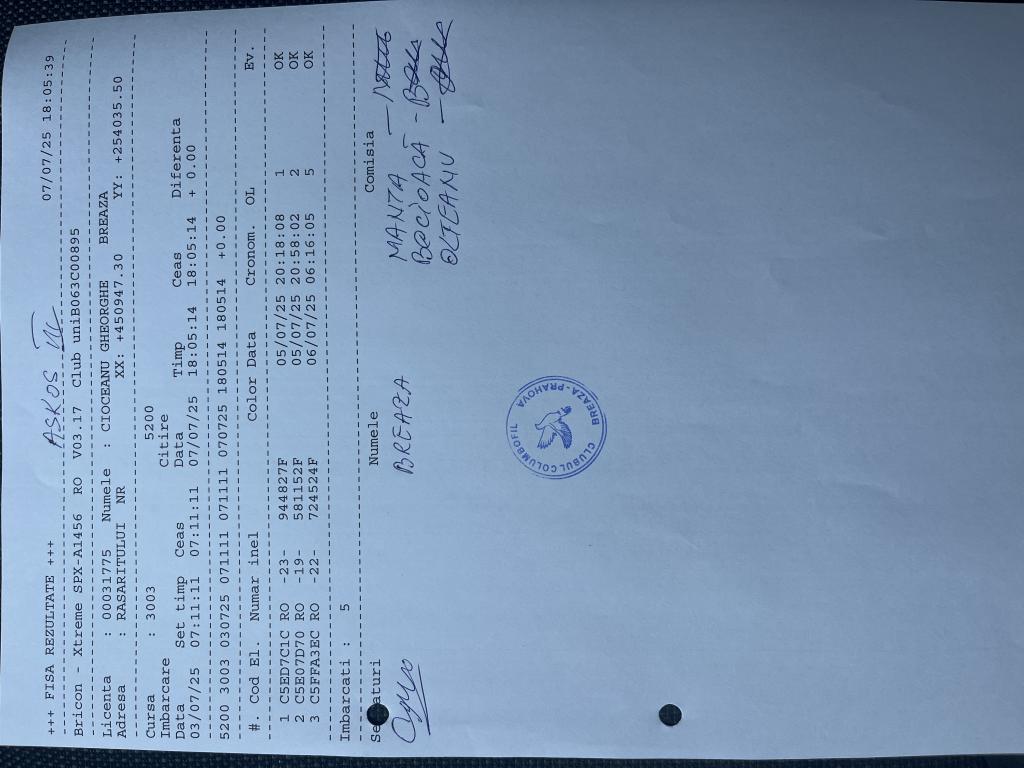 +++ FISA REZULTATE +++ 07/07/25 18:05:39
ASKOS
Bricon - Xtreme SPX-A1456 RO V03.17 Club uniB063C00895
Licenta : 00031775 Numele : CIOCEANU GHEORGHE BREAZA
Adresa : RASARITULUI NR XX: +450947.30 YY: +254035.50
Cursa : 3003 5200
Imbarcare Citire
Data Set timp Ceas Data Timp Ceas Diferenta
03/07/25 07:11:11 07:11:11 07/07/25 18:05:14 18:05:14 + 0.00
5200 3003 030725 071111 071111 070725 180514 180514 +0.00
#. Cod El. Numar inel Color Data Cronom. OL Ev.
1 C5ED7C1C RO -23- 944827F 05/07/25 20:18:08 1 OK
2 C5E07D70 RO -19- 581152F 05/07/25 20:58:02 2 OK
3 C5FFA3EC RO -22- 724524F 06/07/25 06:16:05 5 OK
Imbarcati : 5
Numele Comisia
BREAZA MANTA
BECIOACĂ
OLTEANU
CLUBUL COLUMBOFIL BREAZA-PRAHOVA